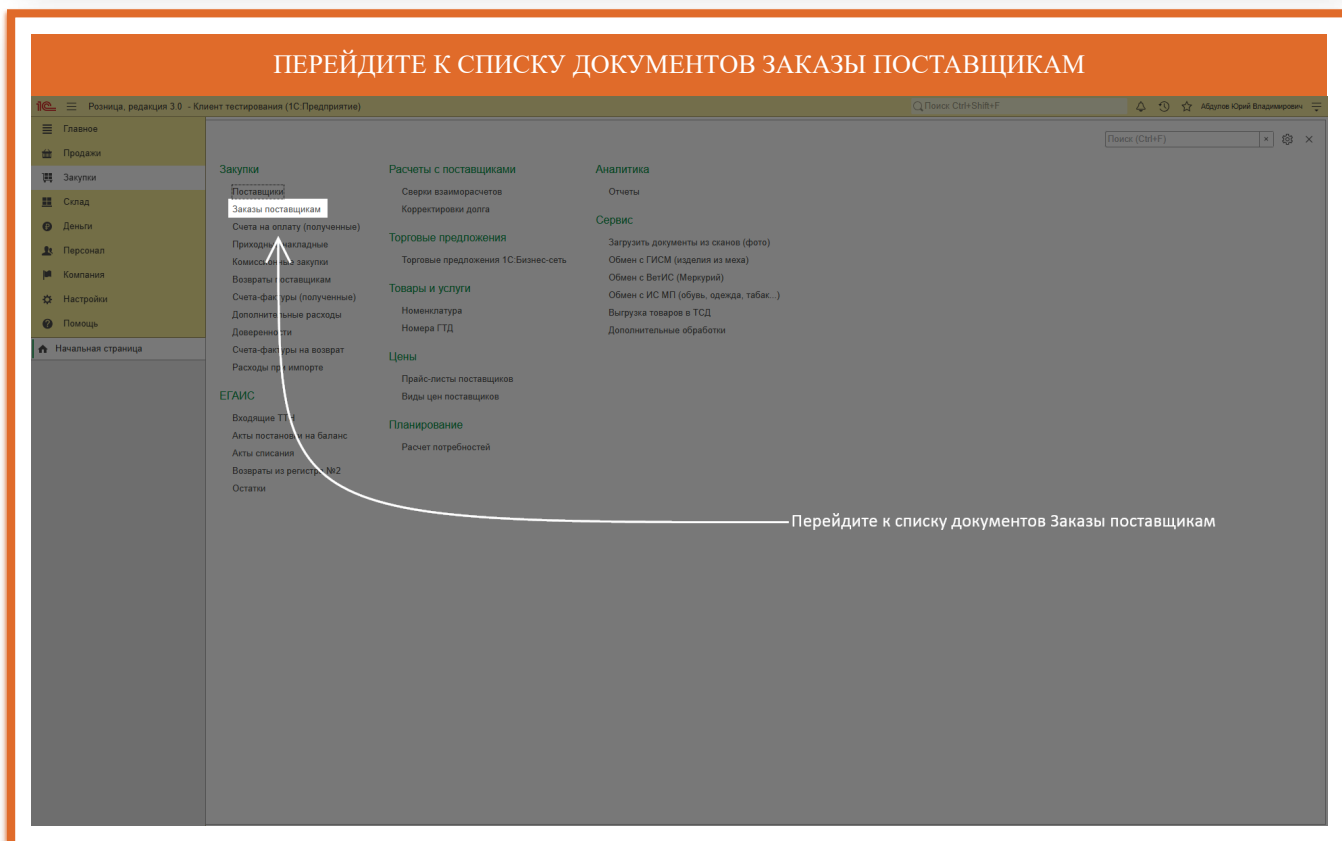 ПЕРЕЙДИТЕ К СПИСКУ ДОКУМЕНТОВ ЗАКАЗЫ ПОСТАВЩИКАМ
1С Розница, редакция 3.0 - Клиент тестирования (1С:Предприятие)
Поиск Ctrl+Shift+F
Абдулов Юрий Владимирович
Главное
Продажи
Закупки
Склад
Деньги
Персонал
Компания
Настройки
Помощь
Начальная страница
Поиск (Ctrl+F)
Закупки
Поставщики
Заказы поставщикам
Счета на оплату (полученные)
Приходные накладные
Комиссионные закупки
Возвраты поставщикам
Счета-фактуры (полученные)
Дополнительные расходы
Доверенности
Счета-фактуры на возврат
Расходы при импорте
ЕГАИС
Входящие ТТН
Акты постановки на баланс
Акты списания
Возвраты из регистра №2
Остатки
Расчеты с поставщиками
Сверки взаиморасчетов
Корректировки долга
Торговые предложения
Торговые предложения 1С:Бизнес-сеть
Товары и услуги
Номенклатура
Номера ГТД
Цены
Прайс-листы поставщиков
Виды цен поставщиков
Планирование
Расчет потребностей
Аналитика
Отчеты
Сервис
Загрузить документы из сканов (фото)
Обмен с ГИСМ (изделия из меха)
Обмен с ВетИС (Меркурий)
Обмен с ИС МП (обувь, одежда, табак...)
Выгрузка товаров в ТСД
Дополнительные обработки
Перейдите к списку документов Заказы поставщикам